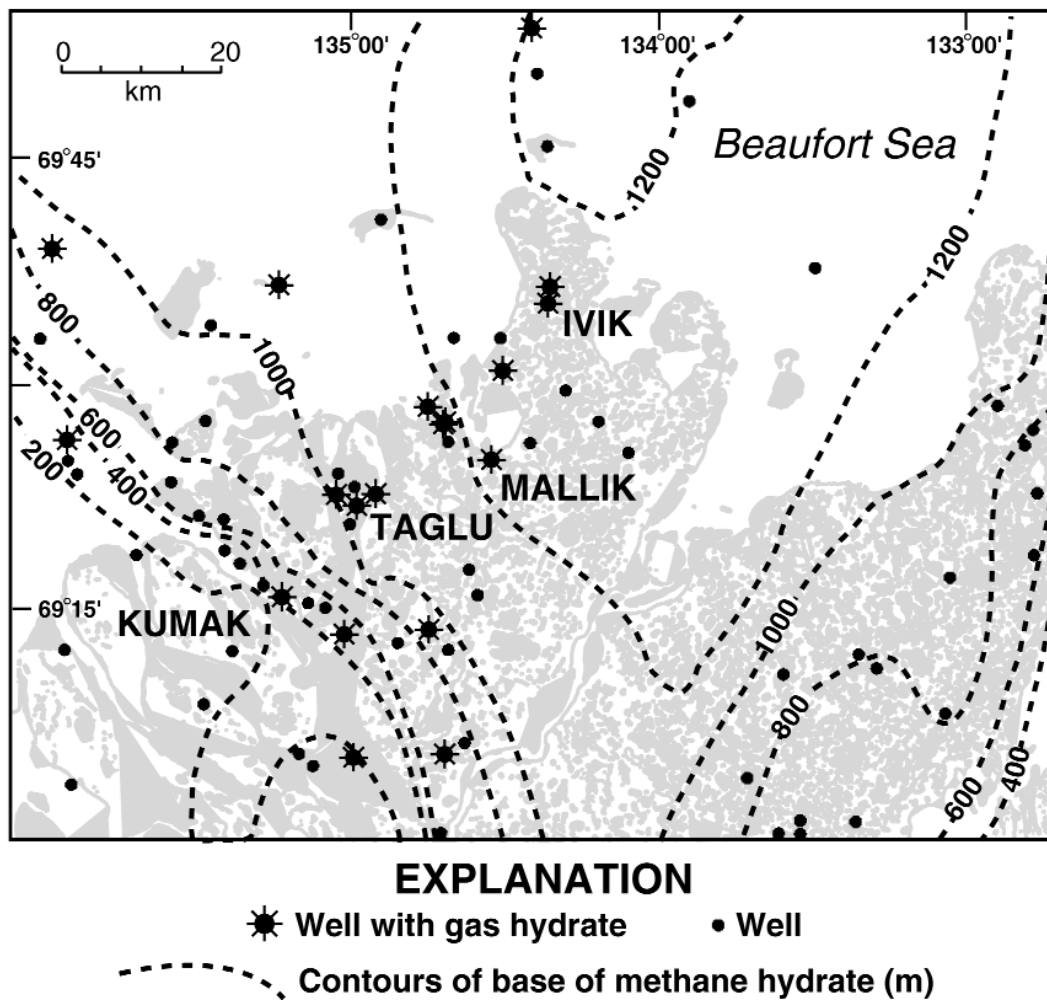 0 20
km
135°00'
134°00'
133°00'
Beaufort Sea
69°45'
1200
1200
800
IVIK
1000
600
200
400
MALLIK
TAGLU
69°15'
KUMAK
1000
800
600
400
EXPLANATION
Well with gas hydrate
Well
Contours of base of methane hydrate (m)